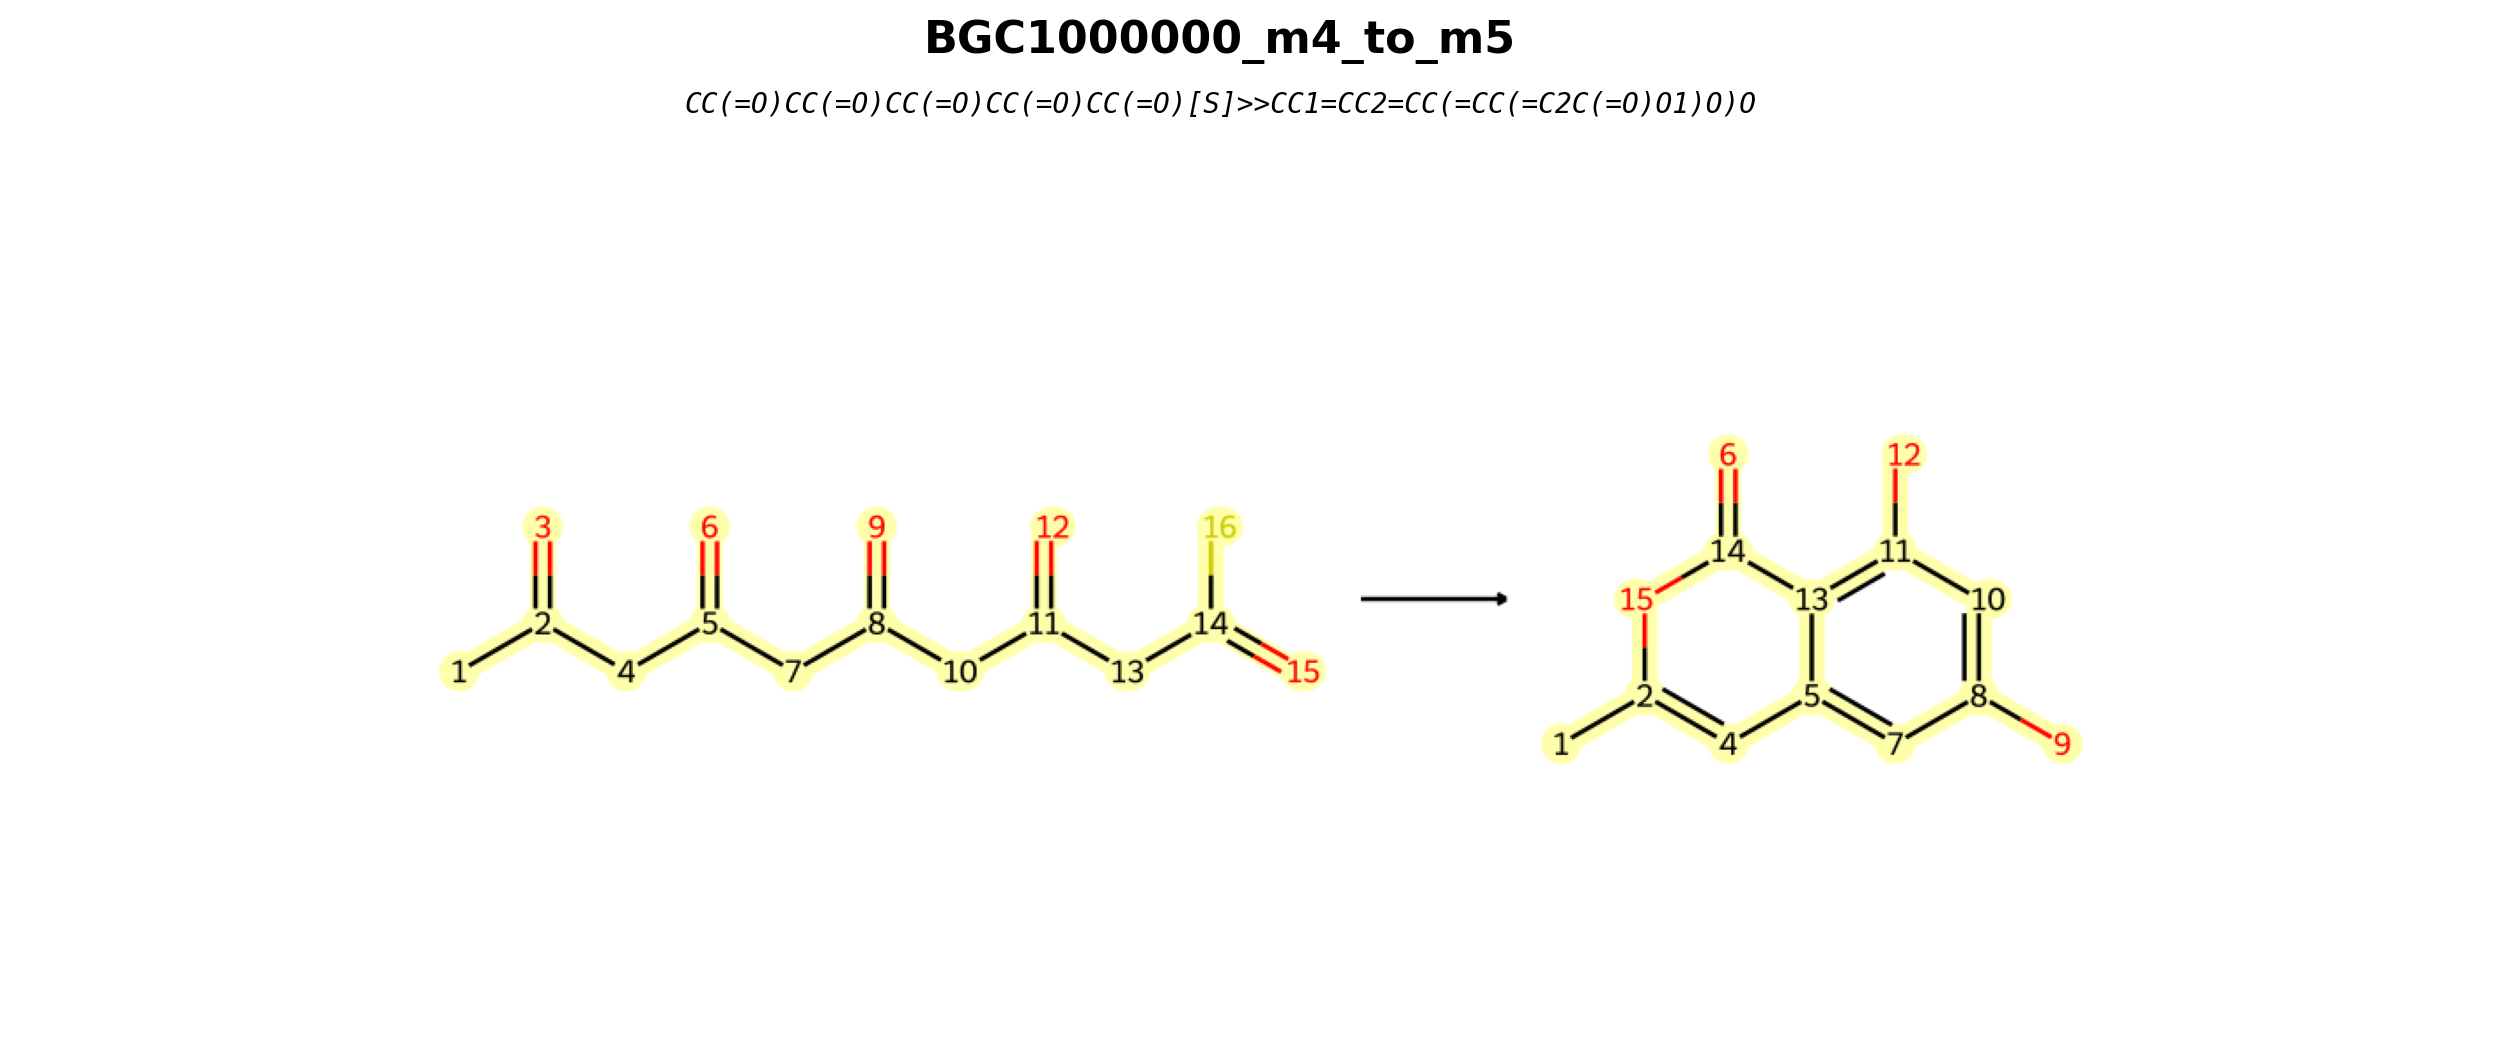 BGC1000000_m4_to_m5
CC(=O)CC(=O)CC(=O)CC(=O)CC(=O)[S]>>CC1=CC2=CC(=CC(=C2C(=O)O1)O)O
3 6 9 12 16
2 5 8 11 14
1 4 7 10 13 15
6 12
14 11
15 13 10
2 5 8
1 4 7 9